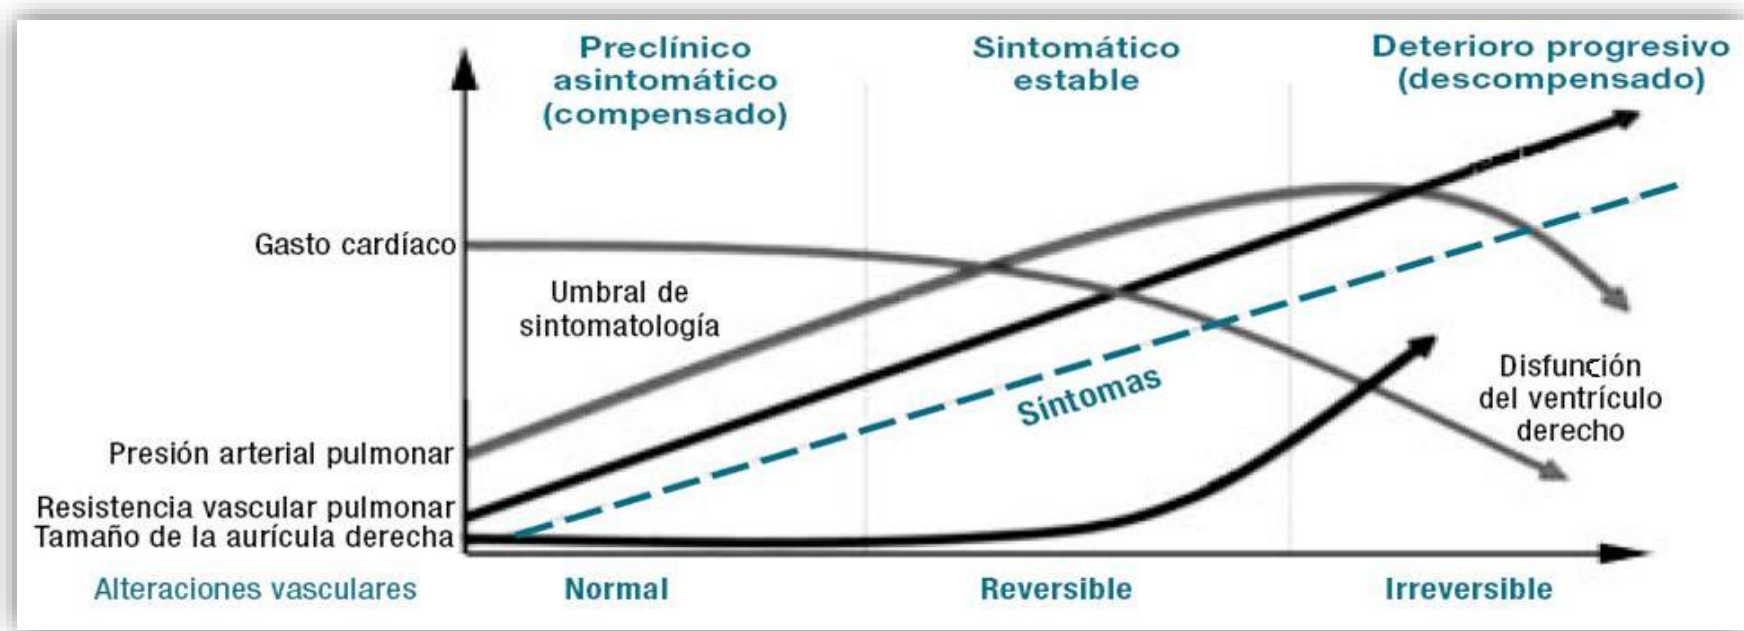 Preclínico
asintomático
(compensado)
Sintomático
estable
Deterioro progresivo
(descompensado)
Gasto cardíaco
Umbral de
sintomatología
Presión arterial pulmonar
Resistencia vascular pulmonar
Tamaño de la aurícula derecha
Síntomas
Disfunción
del ventrículo
derecho
Alteraciones vasculares
Normal
Reversible
Irreversible